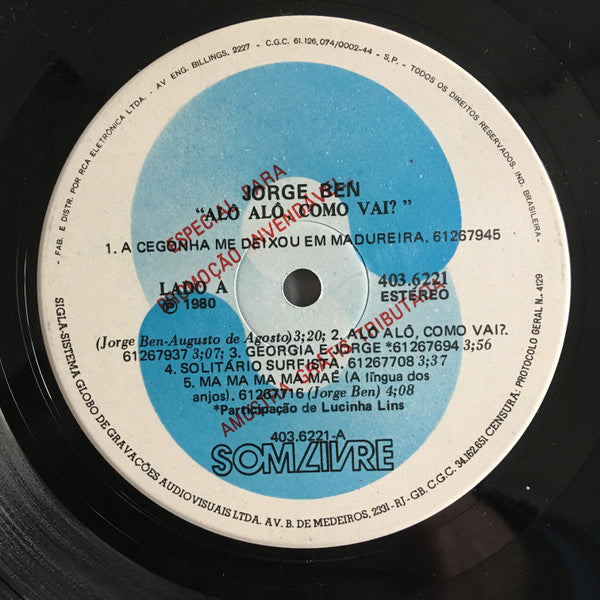 - FAB. E DISTR. POR RCA ELETRÔNICA LTDA. - AV. ENG. BILLINGS, 2227 - C.G.C. 61.126,074/0002-44 - S.P. - TODOS OS DIREITOS RESERVADOS. IND. BRASILEIRA -
JORGE BEN
"ALÔ ALÔ, COMO VAI?"
1. A CEGONHA ME DEIXOU EM MADUREIRA. 61267945
LADO A
℗ 1980
403.6221
ESTÉREO
(Jorge Ben-Augusto de Agosto) 3;20; 2. ALÔ ALÔ, COMO VAI?.
61267937 3;07; 3. GEORGIA E JORGE *.61267694 3;56
4. SOLITÁRIO SURFISTA. 61267708 3;37
5. MA MA MA MA MÃE (A língua dos
anjos). 61267716 (Jorge Ben) 4;08
*Participação de Lucinha Lins
403.6221-A
SOMLIVRE
ESPECIAL PARA
PROMOÇÃO INVENDÁVEL
AMOSTRA GRÁTIS TRIBUTADA
SIGLA-SISTEMA GLOBO DE GRAVAÇÕES AUDIOVISUAIS LTDA. AV. B. DE MEDEIROS, 2331-RJ-GB. C.G.C. 34.162.651 CENSURA: PROTOCOLO GERAL N. 4129